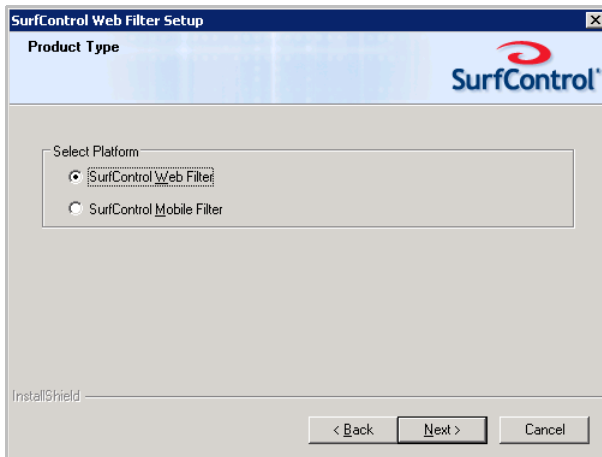 SurfControl Web Filter Setup
Product Type
SurfControl
Select Platform
SurfControl Web Filter
SurfControl Mobile Filter
InstallShield
< Back
Next >
Cancel